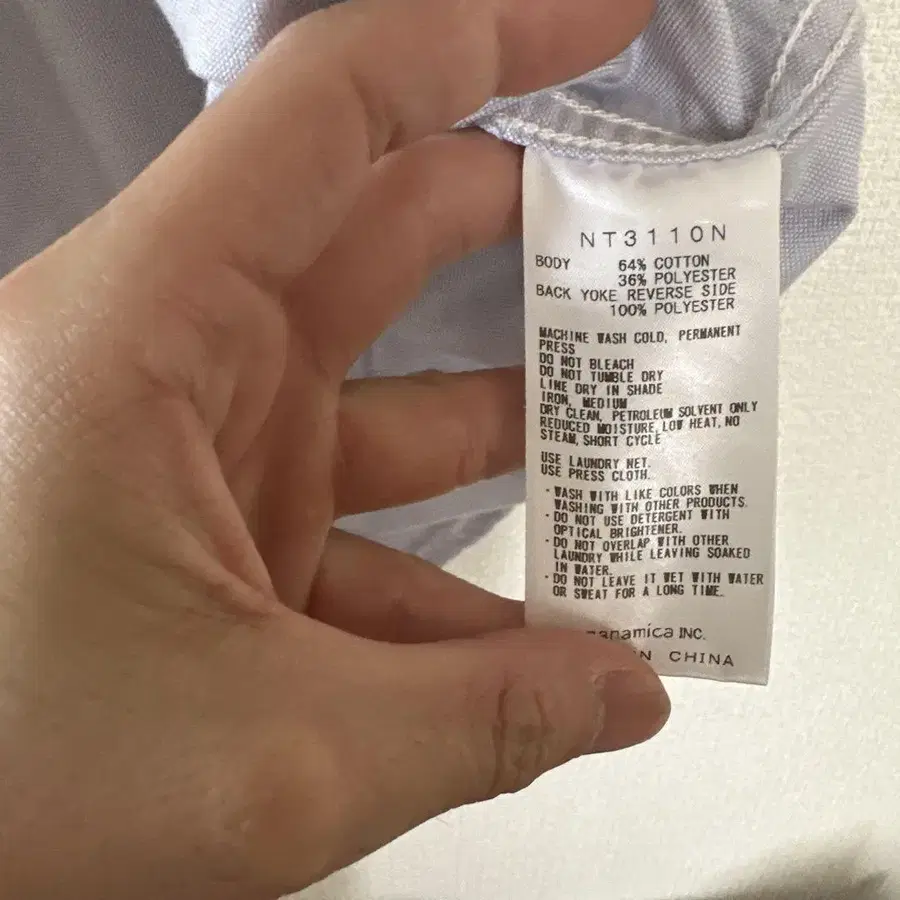 NT3110N
BODY 64% COTTON
36% POLYESTER
BACK YOKE REVERSE SIDE
100% POLYESTER
MACHINE WASH COLD, PERMANENT
PRESS
DO NOT BLEACH
DO NOT TUMBLE DRY
LINE DRY IN SHADE
IRON, MEDIUM
DRY CLEAN, PETROLEUM SOLVENT ONLY
REDUCED MOISTURE, LOW HEAT, NO
STEAM, SHORT CYCLE
USE LAUNDRY NET.
USE PRESS CLOTH.
・WASH WITH LIKE COLORS WHEN
WASHING WITH OTHER PRODUCTS.
・DO NOT USE DETERGENT WITH
OPTICAL BRIGHTENER.
・DO NOT OVERLAP WITH OTHER
LAUNDRY WHILE LEAVING SOAKED
IN WATER.
・DO NOT LEAVE IT WET WITH WATER
OR SWEAT FOR A LONG TIME.
INC.
CHINA